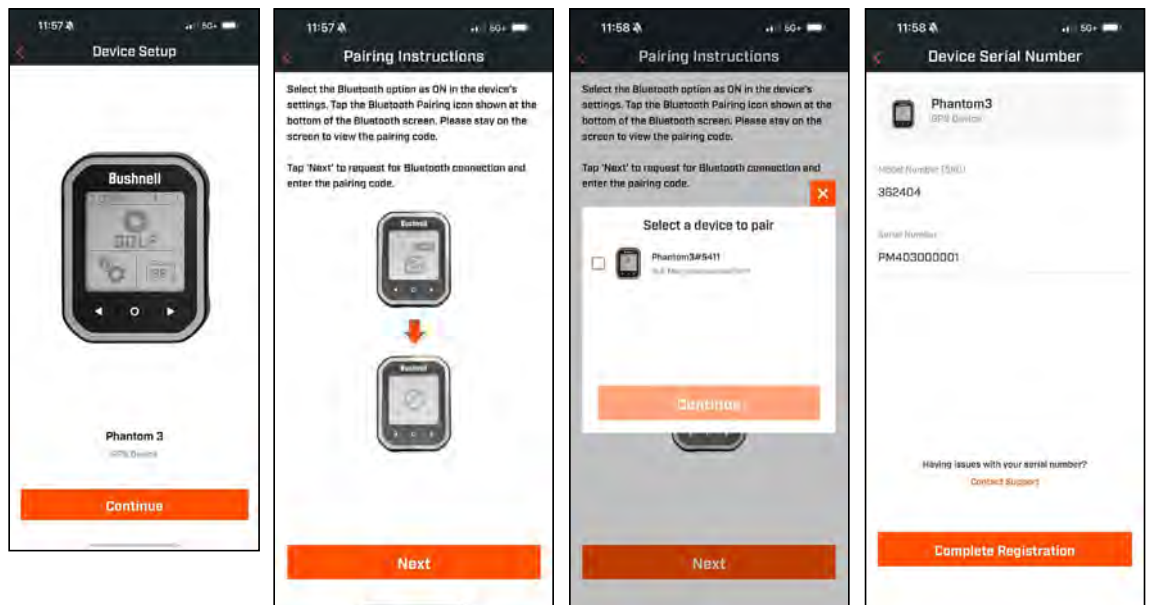 11:57
5G+
Device Setup
Bushnell
GOLF
Phantom 3
GPS Device
Continue
11:57
5G+
Pairing Instructions
Select the Bluetooth option as ON in the device's
settings. Tap the Bluetooth Pairing icon shown at the
bottom of the Bluetooth screen. Please stay on the
screen to view the pairing code.
Tap 'Next' to request for Bluetooth connection and
enter the pairing code.
Bushnell
Bushnell
Next
11:58
5G+
Pairing Instructions
Select the Bluetooth option as ON in the device's
settings. Tap the Bluetooth Pairing icon shown at the
bottom of the Bluetooth screen. Please stay on the
screen to view the pairing code.
Tap 'Next' to request for Bluetooth connection and
enter the pairing code.
Select a device to pair
Phantom3#5411
Continue
Next
11:58
5G+
Device Serial Number
Phantom3
GPS Device
Model Number (SKU)
362404
Serial Number
PM403000001
Having issues with your serial number?
Contact Support
Complete Registration